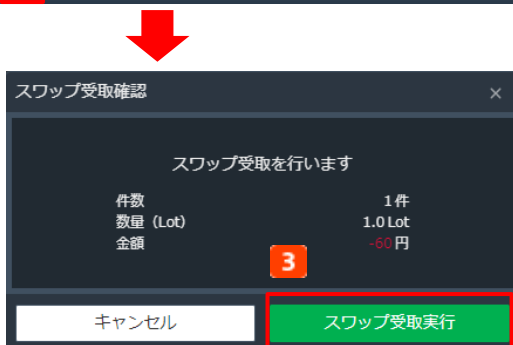 スワップ受取確認 ×
スワップ受取を行います
件数 1件
数量（Lot） 1.0 Lot
金額 -60円
3
キャンセル スワップ受取実行